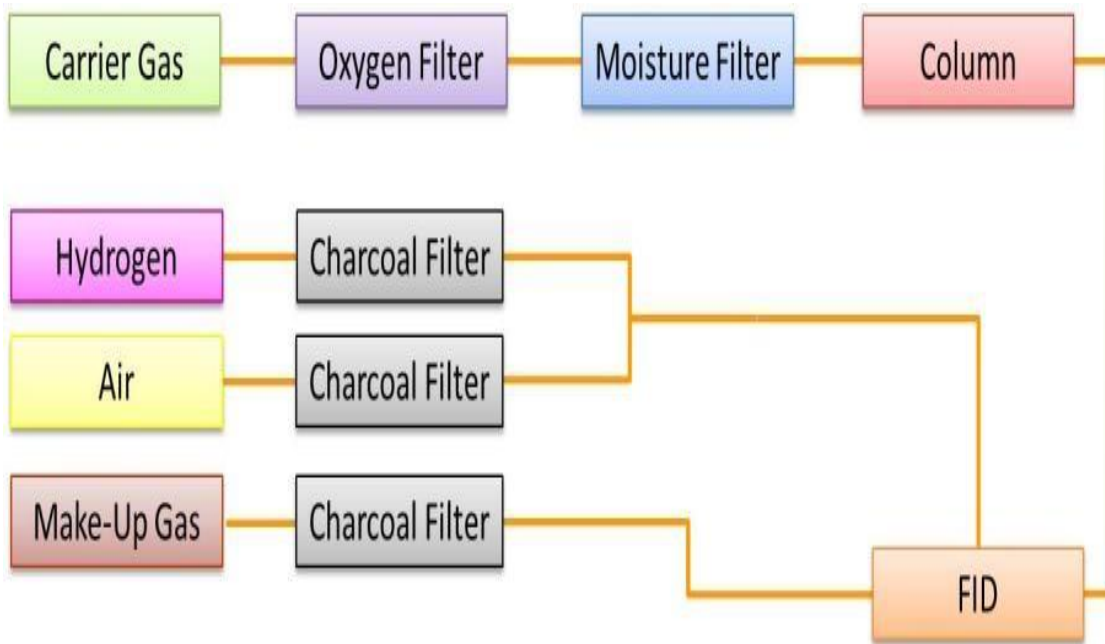 Carrier Gas
Oxygen Filter
Moisture Filter
Column
Hydrogen
Charcoal Filter
Air
Charcoal Filter
Make-Up Gas
Charcoal Filter
FID